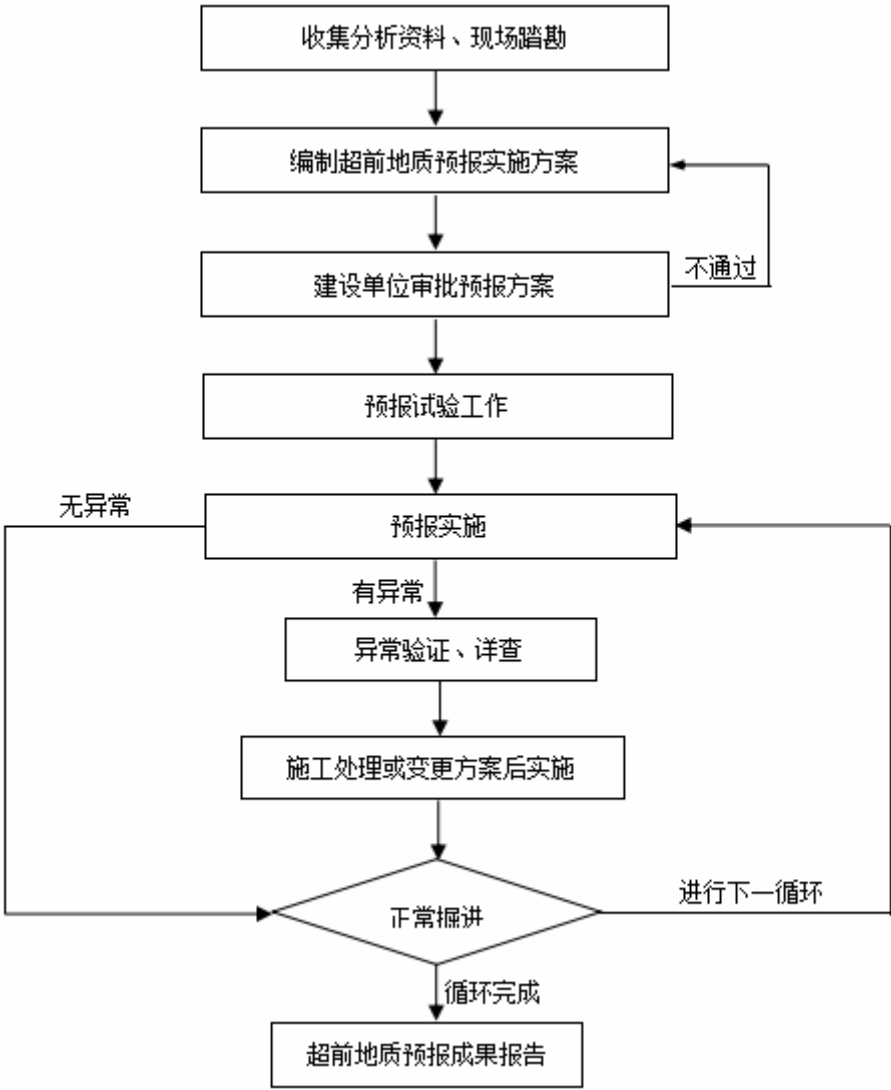 收集分析资料、现场踏勘
编制超前地质预报实施方案
不通过
建设单位审批预报方案
预报试验工作
无异常
预报实施
有异常
异常验证、详查
施工处理或变更方案后实施
进行下一循环
正常掘进
循环完成
超前地质预报成果报告